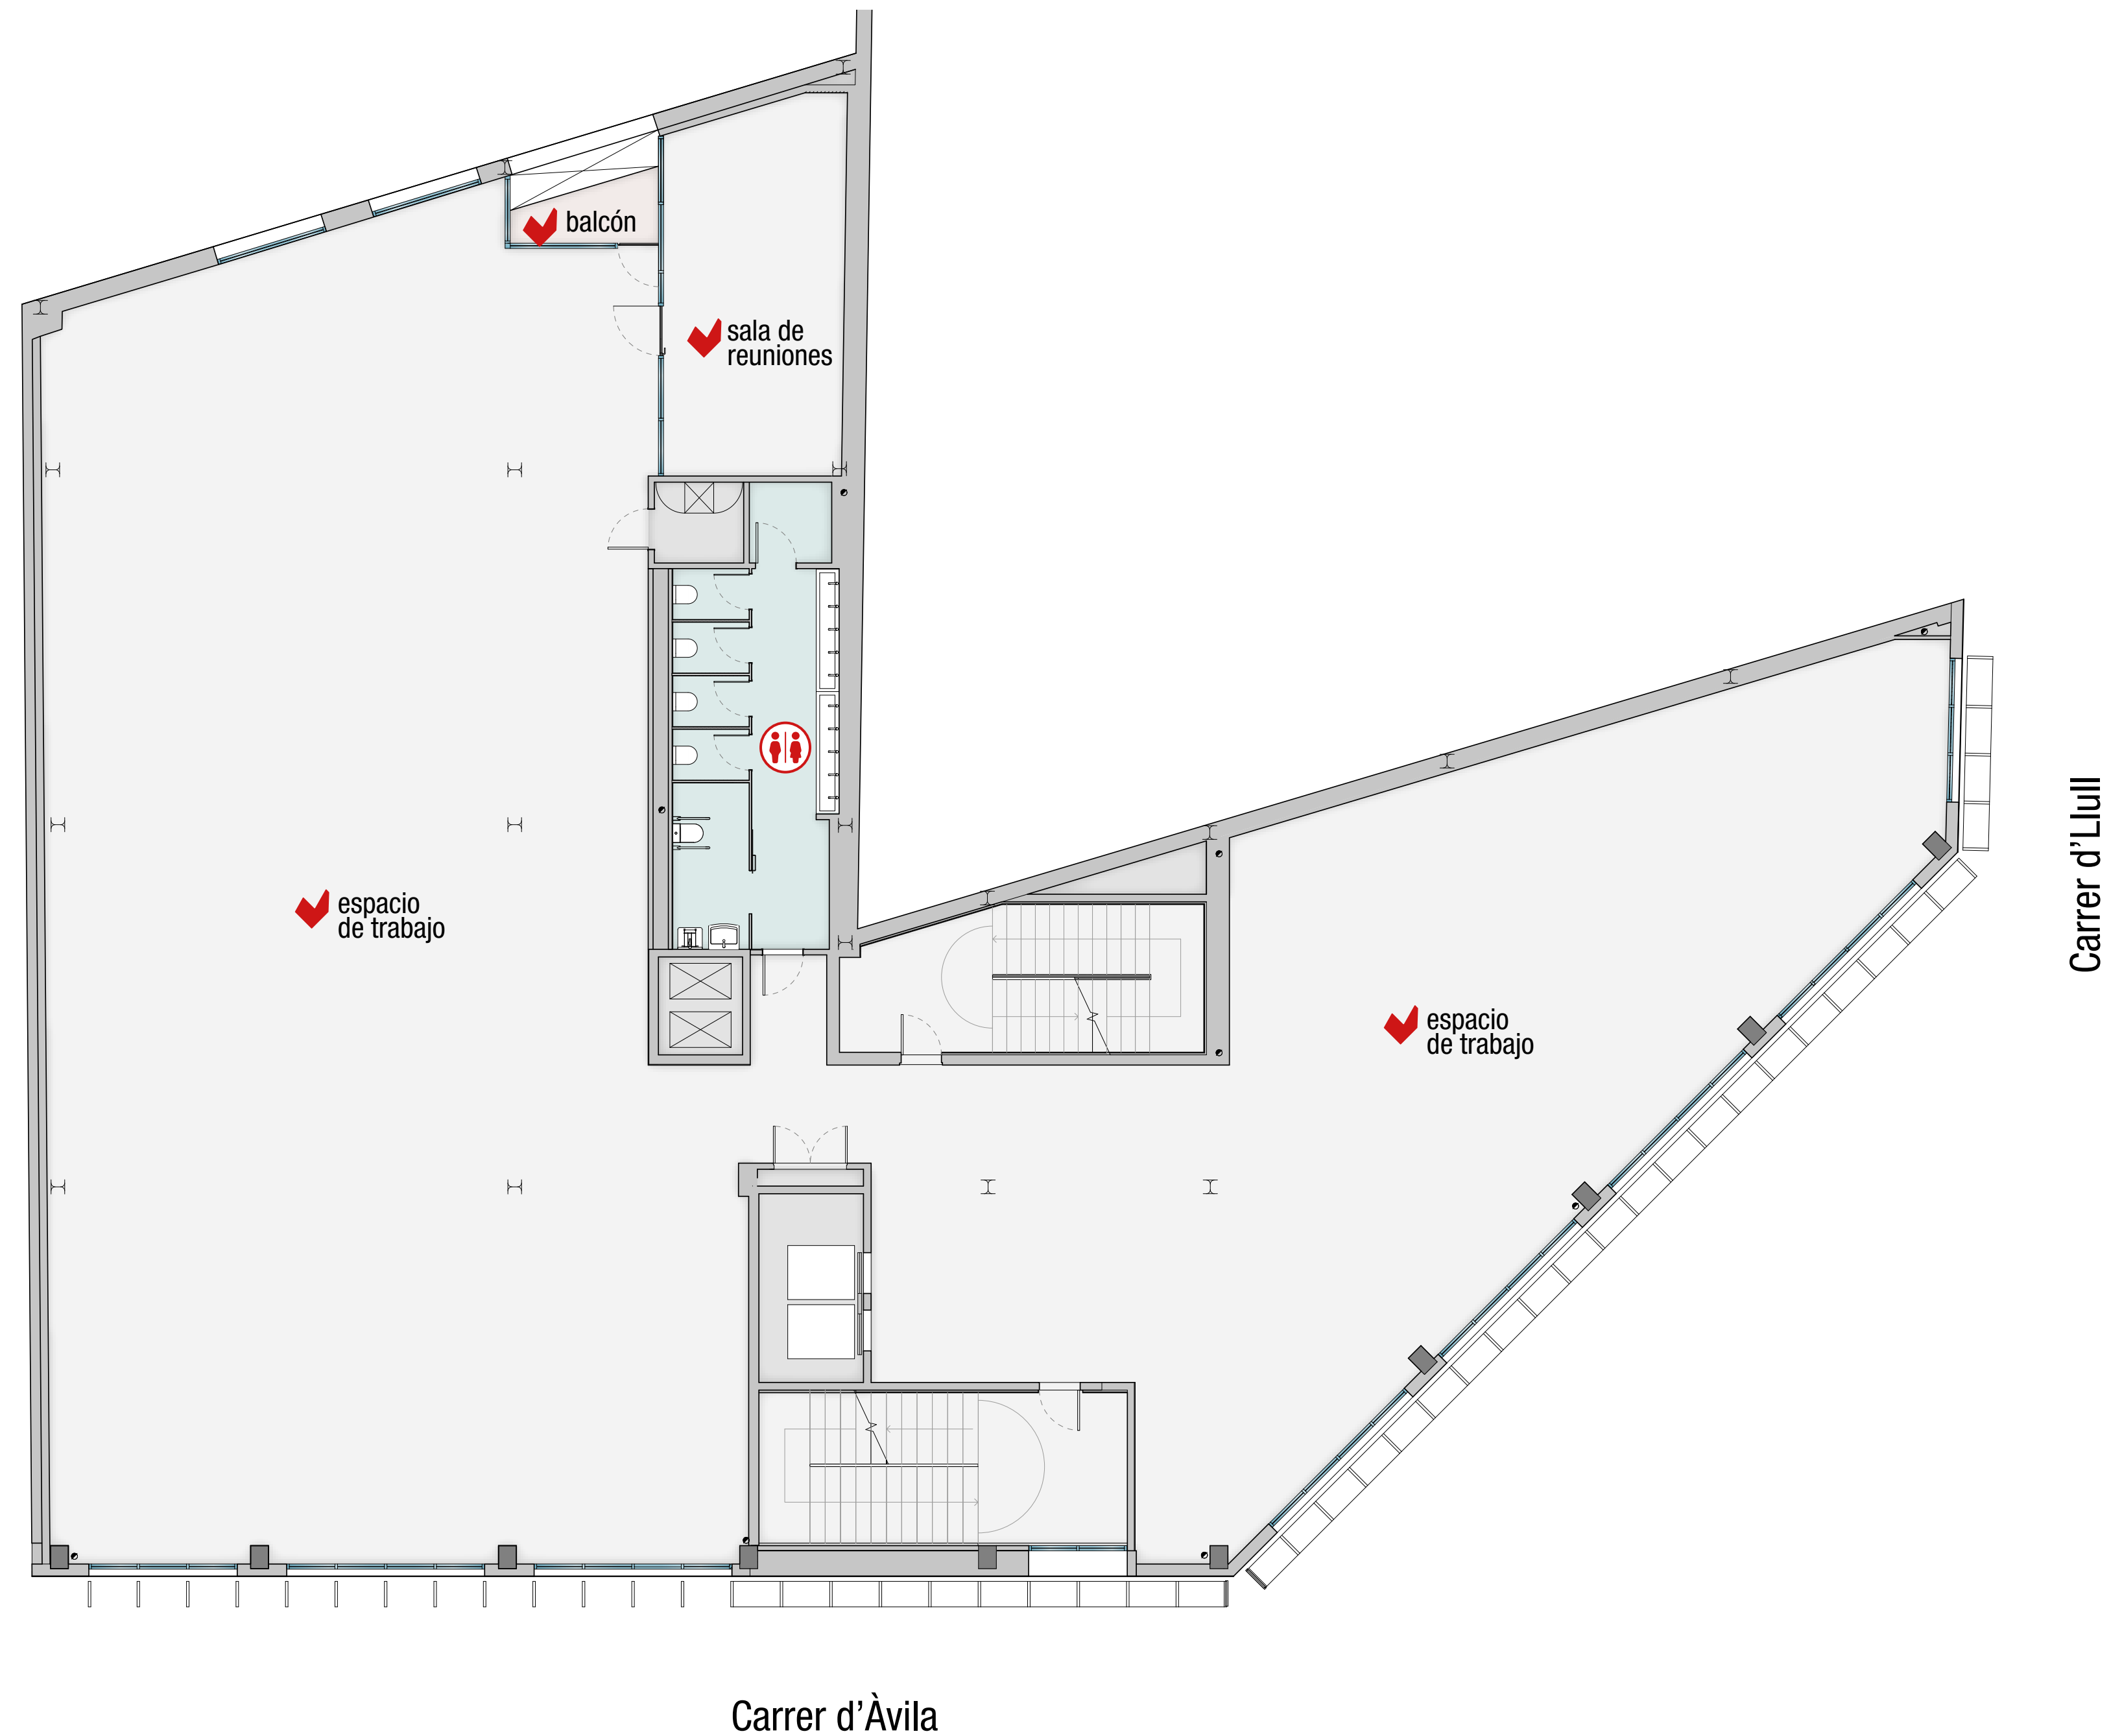 balcón
sala de
reuniones
espacio
de trabajo
espacio
de trabajo
Carrer d’Llull
Carrer d’Àvila